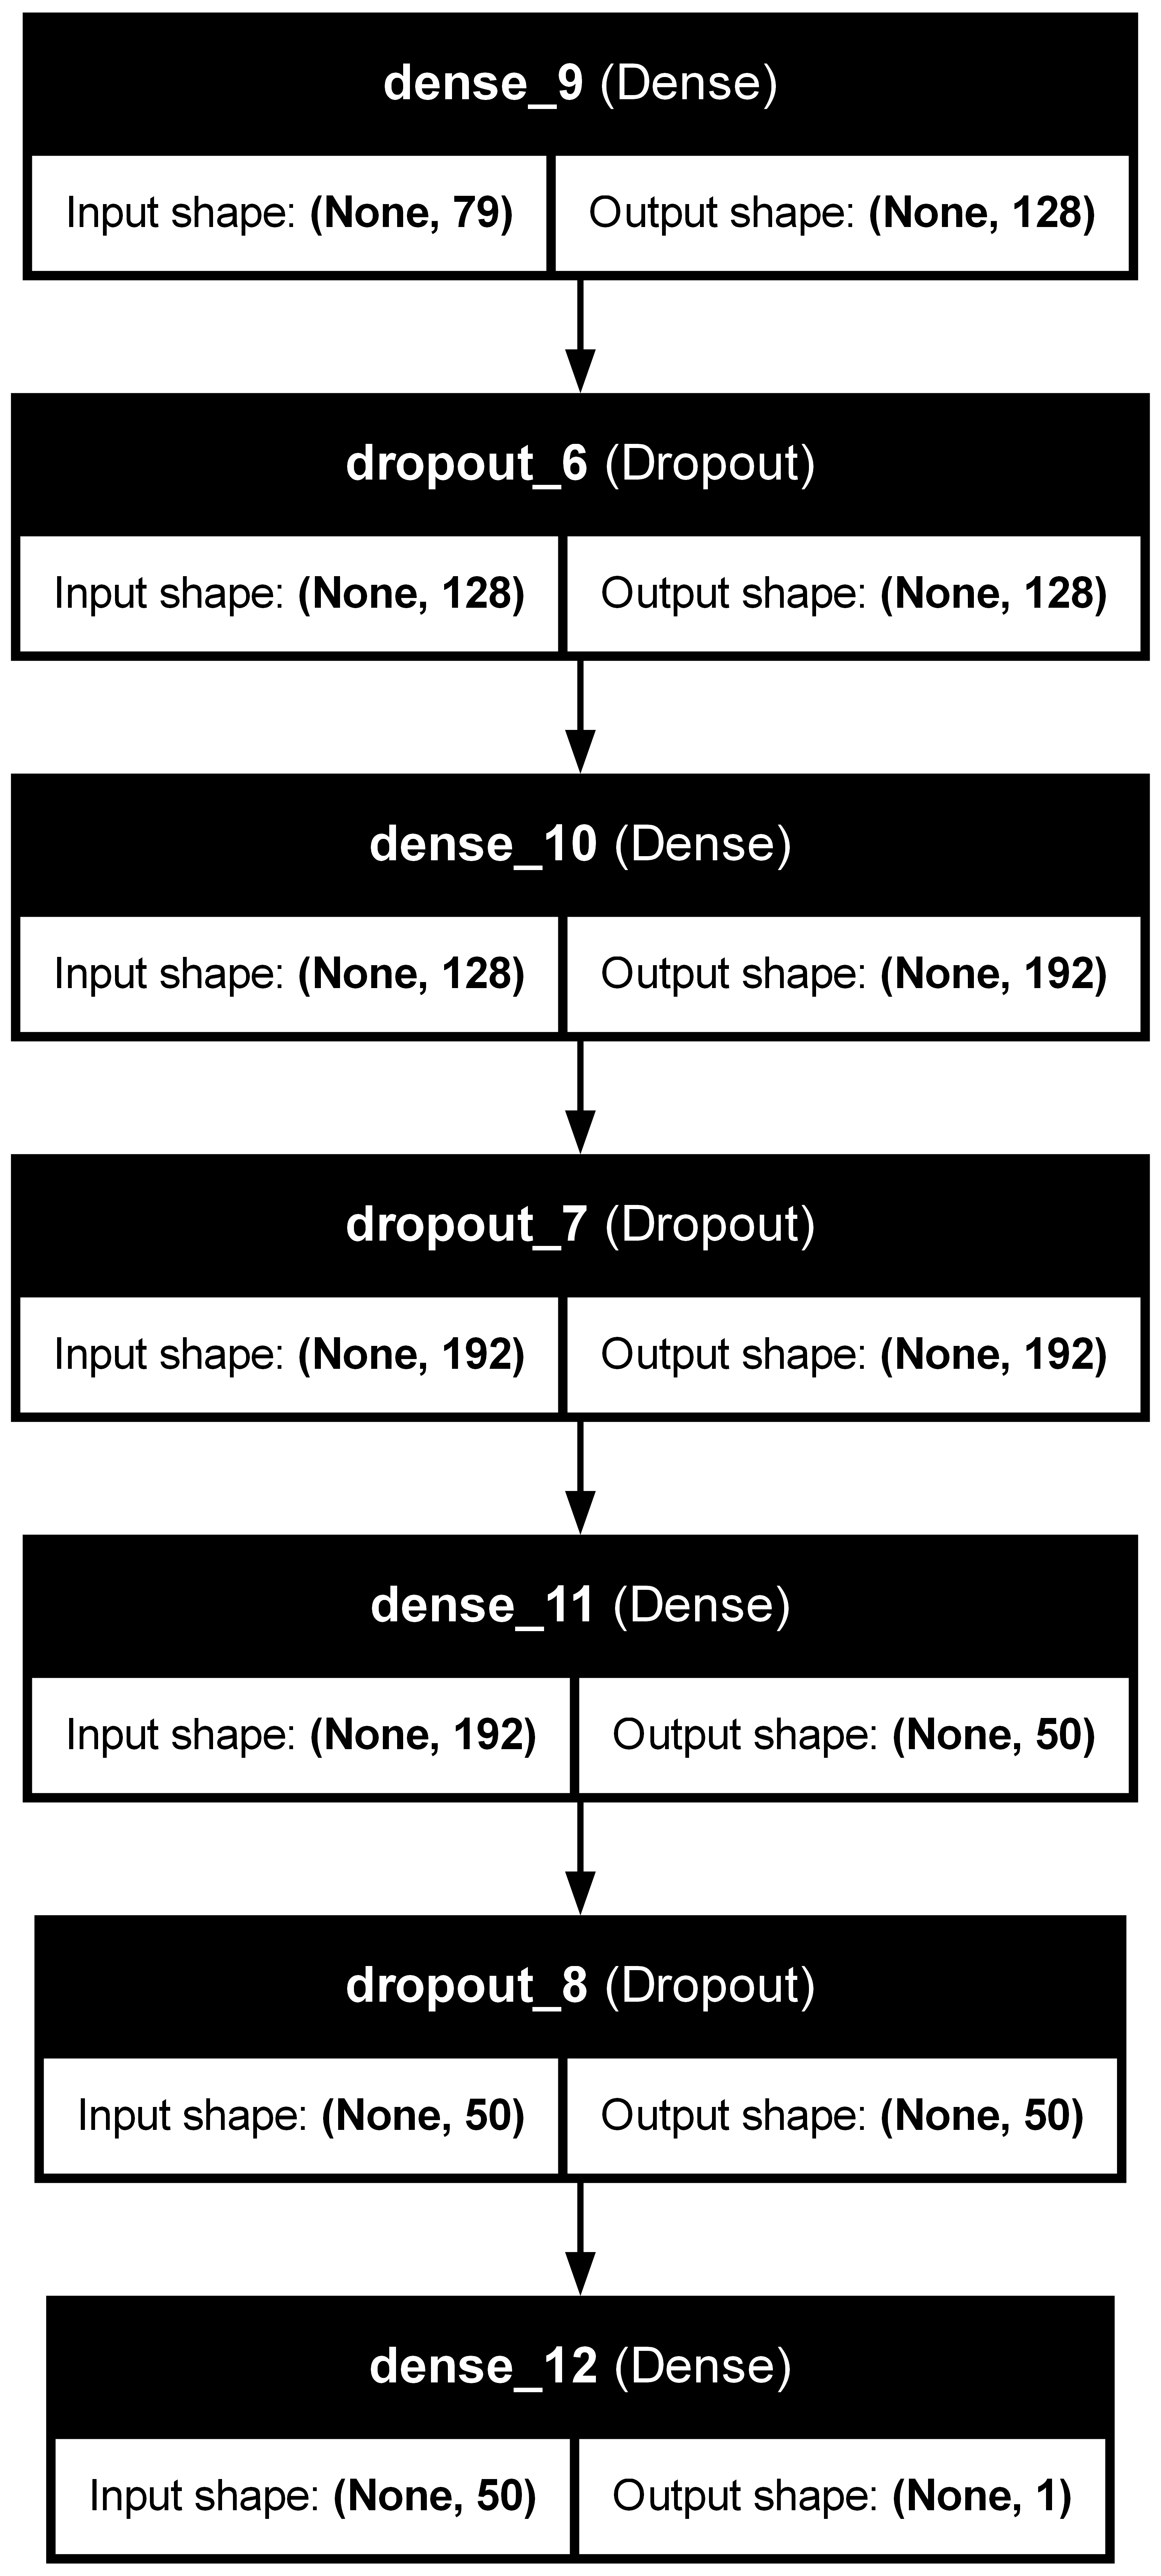 dense_9 (Dense)
Input shape: (None, 79) Output shape: (None, 128)
dropout_6 (Dropout)
Input shape: (None, 128) Output shape: (None, 128)
dense_10 (Dense)
Input shape: (None, 128) Output shape: (None, 192)
dropout_7 (Dropout)
Input shape: (None, 192) Output shape: (None, 192)
dense_11 (Dense)
Input shape: (None, 192) Output shape: (None, 50)
dropout_8 (Dropout)
Input shape: (None, 50) Output shape: (None, 50)
dense_12 (Dense)
Input shape: (None, 50) Output shape: (None, 1)